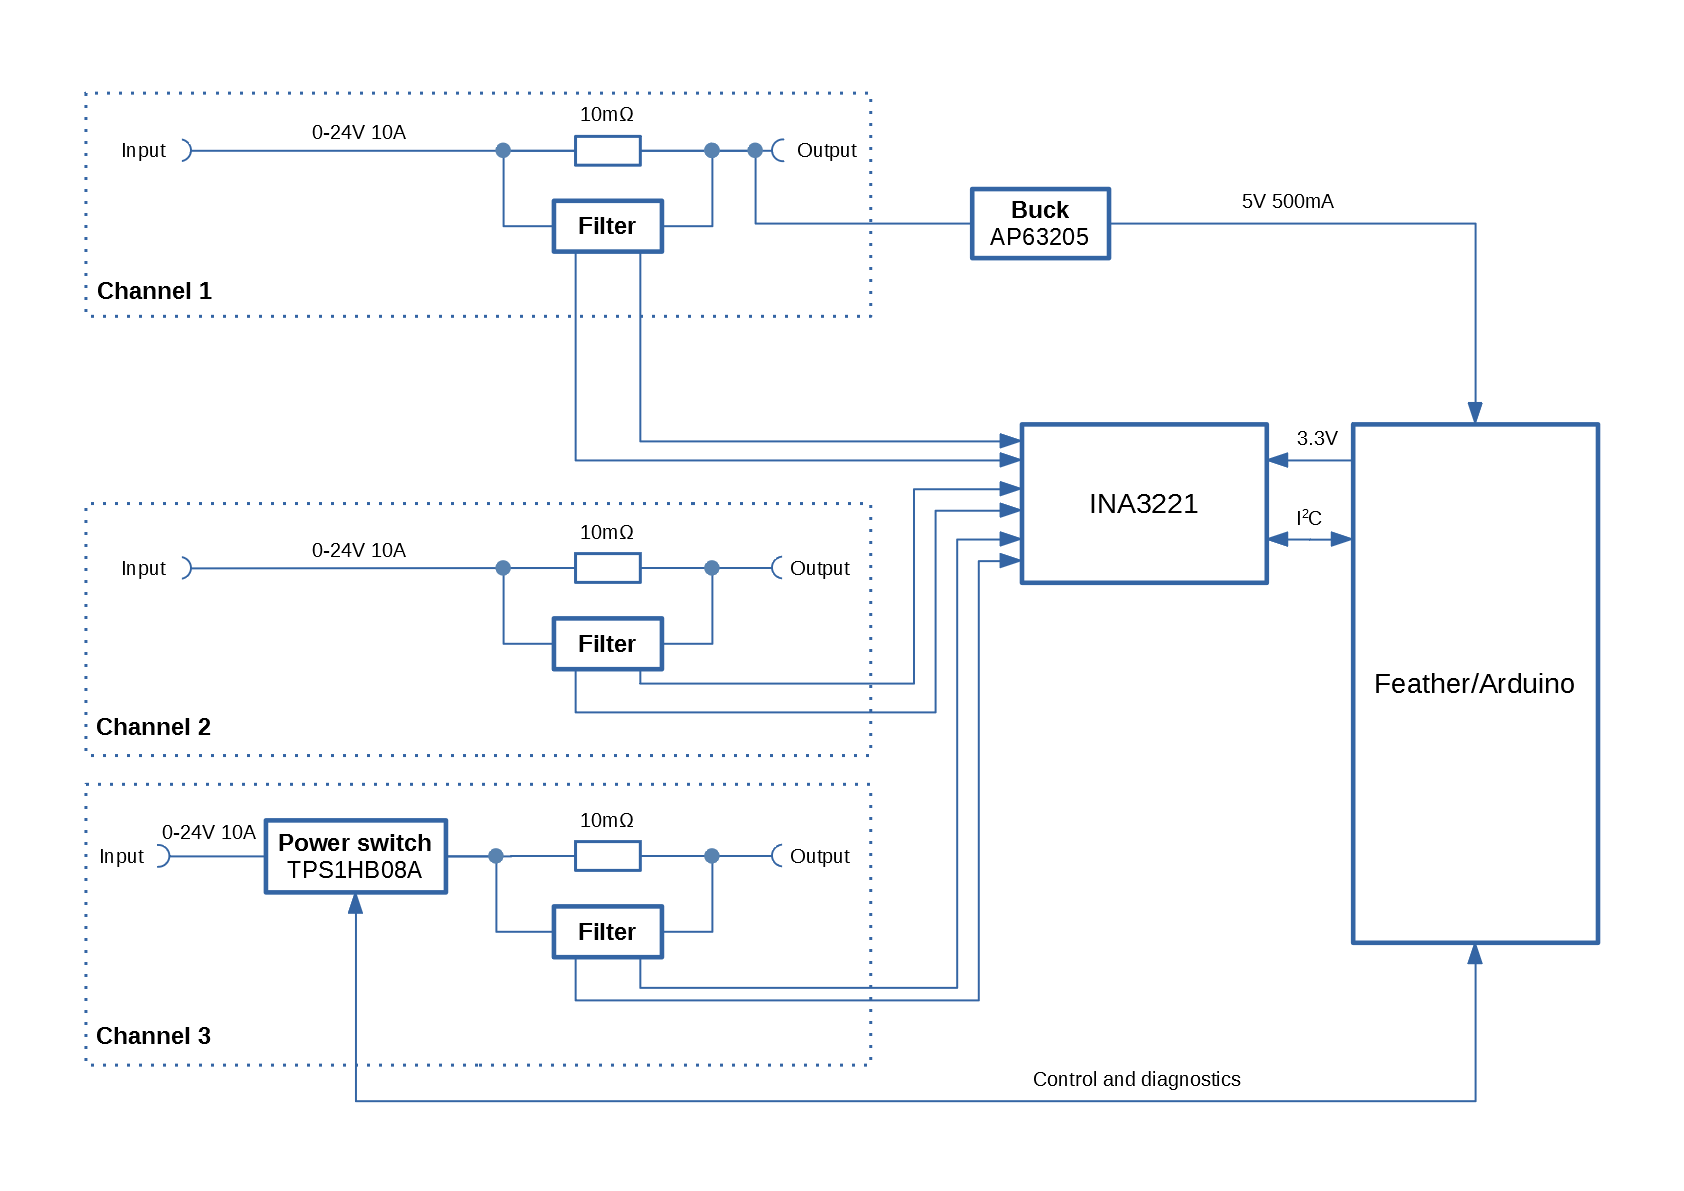 10mΩ
0-24V 10A
Input
Output
Filter
Channel 1
Buck
AP63205
5V 500mA
3.3V
INA3221
I²C
Feather/Arduino
10mΩ
0-24V 10A
Input
Output
Filter
Channel 2
10mΩ
0-24V 10A
Input
Power switch
TPS1HB08A
Output
Filter
Channel 3
Control and diagnostics